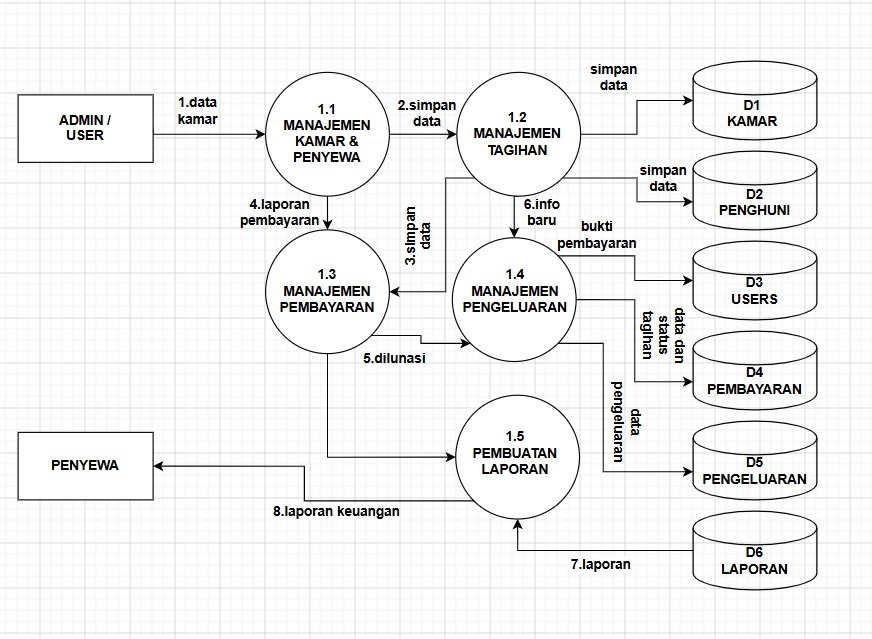 ADMIN /
USER
1.data
kamar
1.1
MANAJEMEN
KAMAR &
PENYEWA
2.simpan
data
1.2
MANAJEMEN
TAGIHAN
simpan
data
D1
KAMAR
simpan
data
D2
PENGHUNI
4.laporan
pembayaran
3.simpan
data
6.info
baru
bukti
pembayaran
D3
USERS
1.3
MANAJEMEN
PEMBAYARAN
1.4
MANAJEMEN
PENGELUARAN
data dan
status
tagihan
5.dilunasi
D4
PEMBAYARAN
data
pengeluaran
1.5
PEMBUATAN
LAPORAN
D5
PENGELUARAN
PENYEWA
8.laporan keuangan
7.laporan
D6
LAPORAN